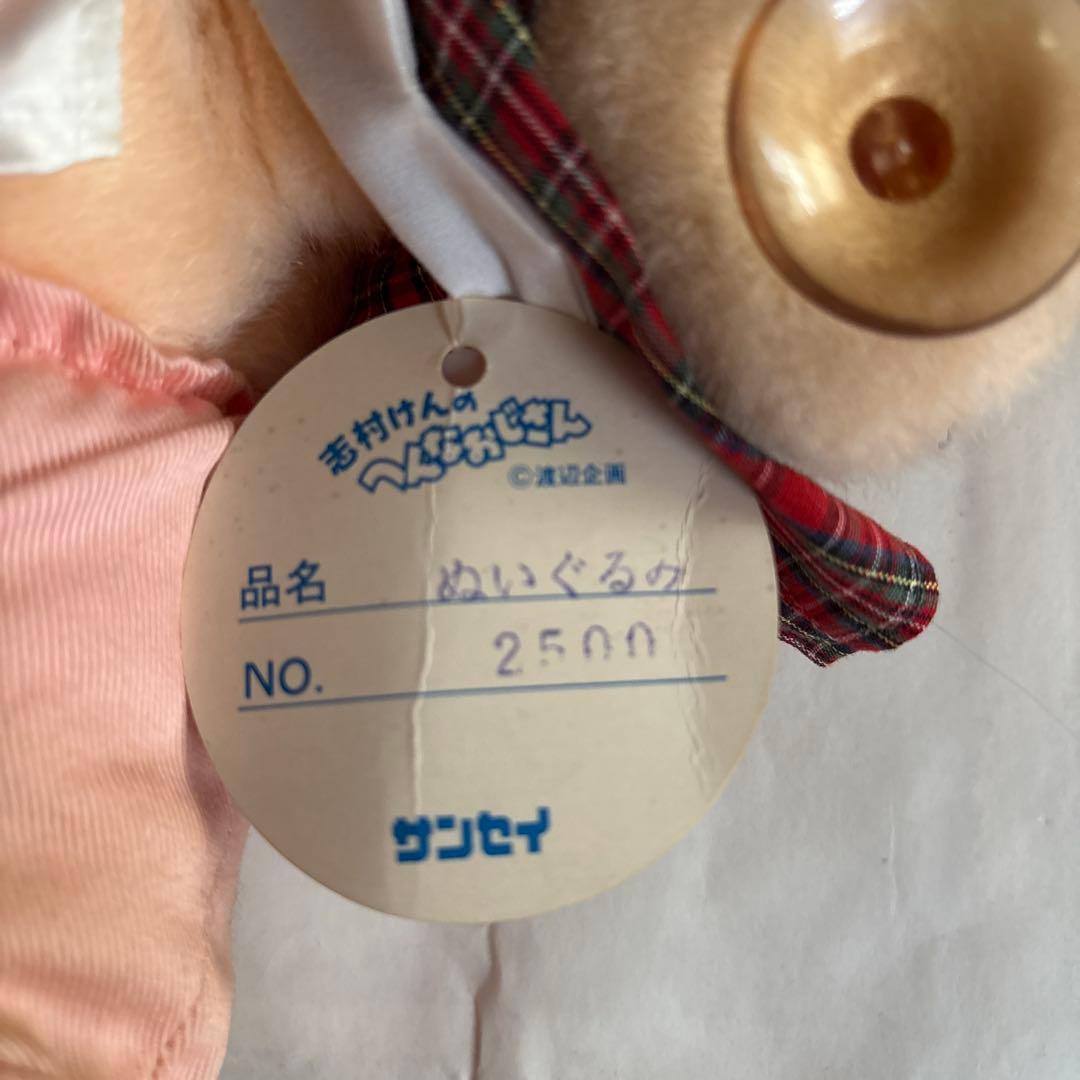 志村けんの
へんなおじさん
©渡辺企画
品名 ぬいぐるみ
NO. 2500
サンセイ